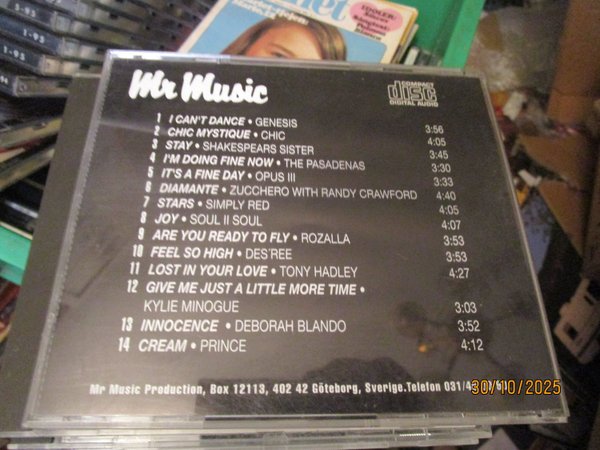 Mr Music
COMPACT
disc
DIGITAL AUDIO
1 I CAN'T DANCE • GENESIS 3:56
2 CHIC MYSTIQUE • CHIC 4:05
3 STAY • SHAKESPEARS SISTER 3:45
4 I'M DOING FINE NOW • THE PASADENAS 3:30
5 IT'S A FINE DAY • OPUS III 3:33
6 DIAMANTE • ZUCCHERO WITH RANDY CRAWFORD 4:40
7 STARS • SIMPLY RED 4:05
8 JOY • SOUL II SOUL 4:07
9 ARE YOU READY TO FLY • ROZALLA 3:53
10 FEEL SO HIGH • DES'REE 3:53
11 LOST IN YOUR LOVE • TONY HADLEY 4:27
12 GIVE ME JUST A LITTLE MORE TIME •
KYLIE MINOGUE 3:03
13 INNOCENCE • DEBORAH BLANDO 3:52
14 CREAM • PRINCE 4:12
Mr Music Production, Box 12113, 402 42 Göteborg, Sverige.Telefon
30/10/2025